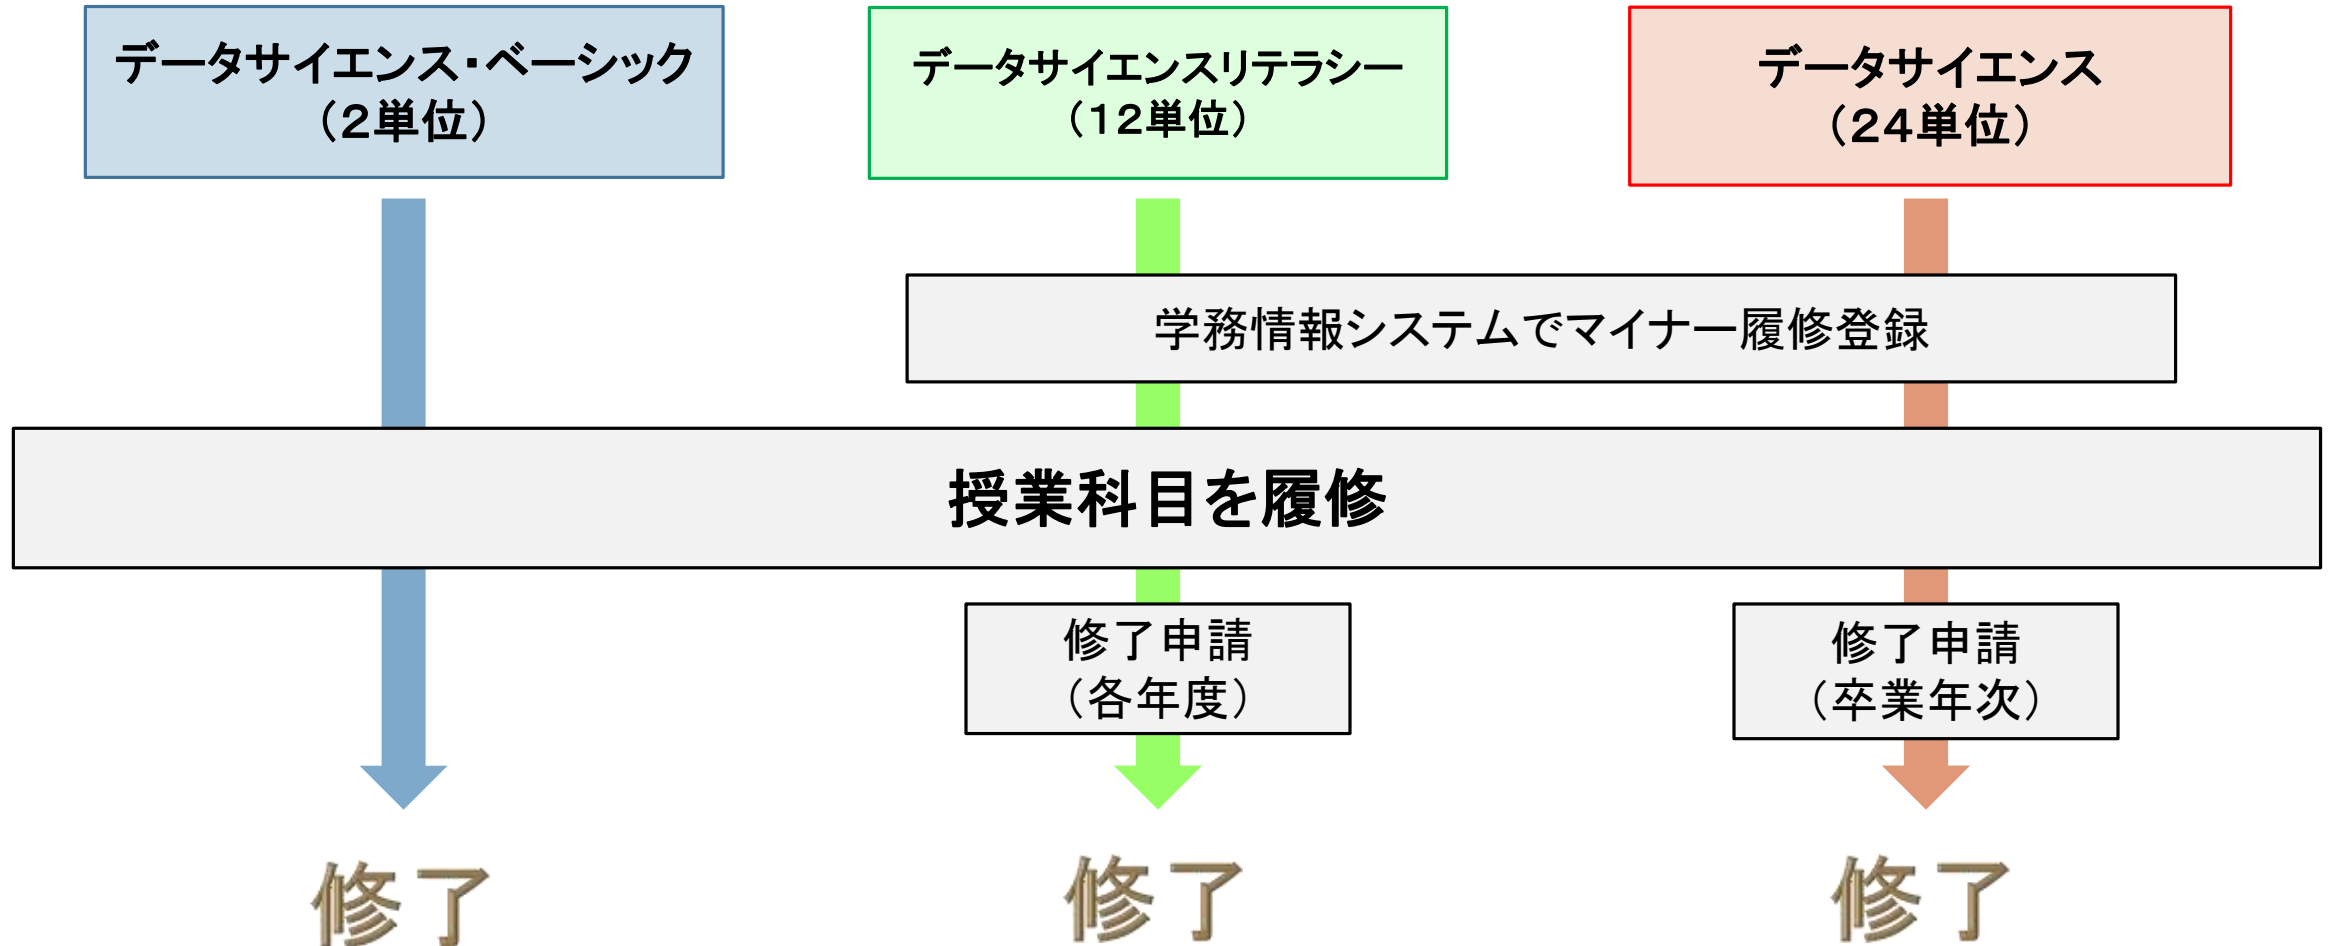 データサイエンス・ベーシック
（２単位）
データサイエンスリテラシー
（１２単位）
データサイエンス
（２４単位）
学務情報システムでマイナー履修登録
授業科目を履修
修了申請
（各年度）
修了申請
（卒業年次）
修了
修了
修了